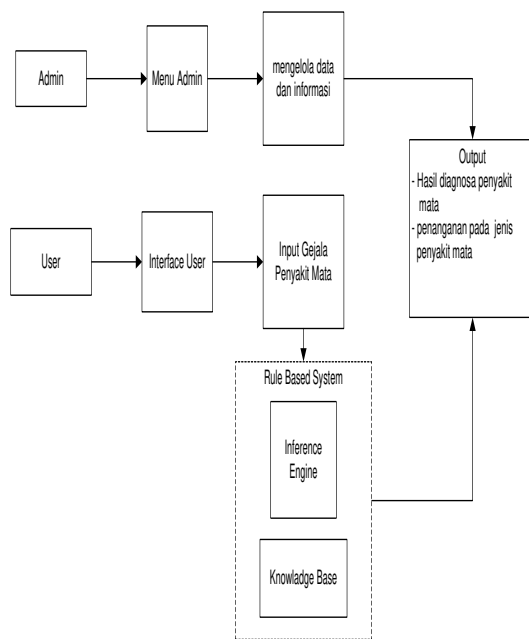 Admin
Menu Admin
mengelola data
dan informasi
Output
- Hasil diagnosa penyakit
mata
- penanganan pada jenis
penyakit mata
User
Interface User
Input Gejala
Penyakit Mata
Rule Based System
Inference
Engine
Knowladge Base